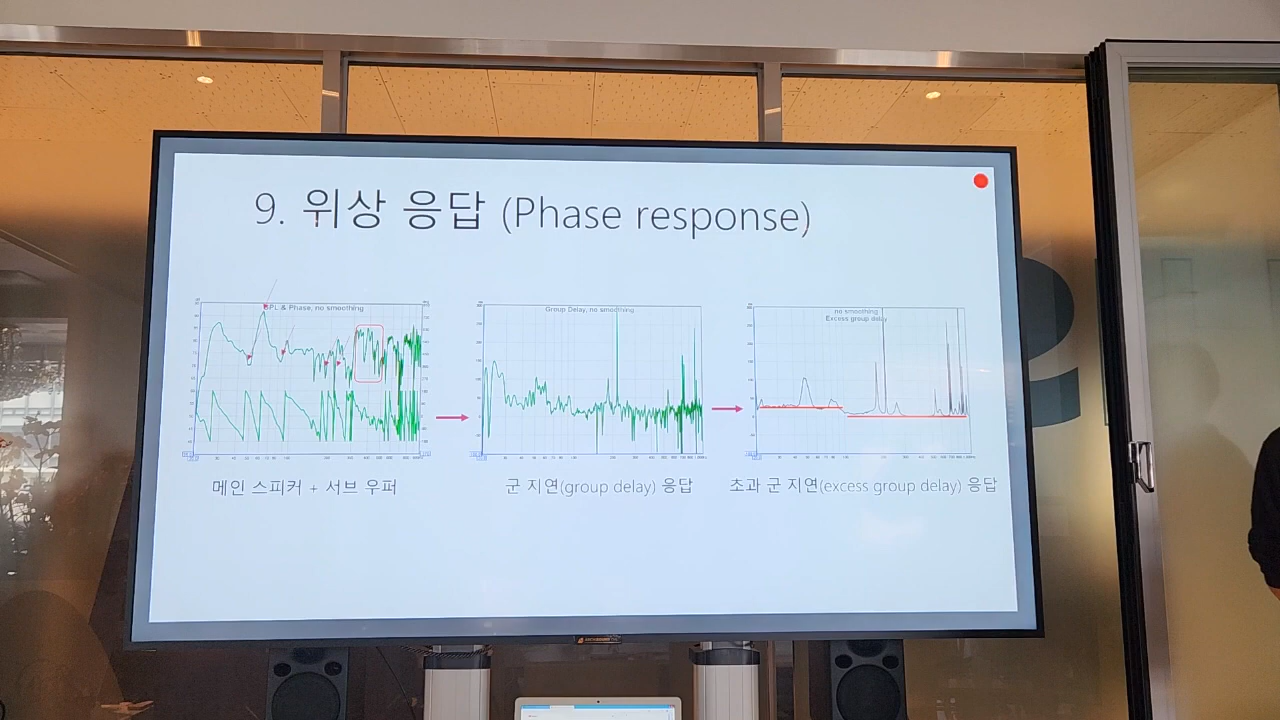 9. 위상 응답 (Phase response)
SPL & Phase, no smoothing
Group Delay, no smoothing
no smoothing
Excess group delay
메인 스피커 + 서브 우퍼
군 지연(group delay) 응답
초과 군 지연(excess group delay) 응답